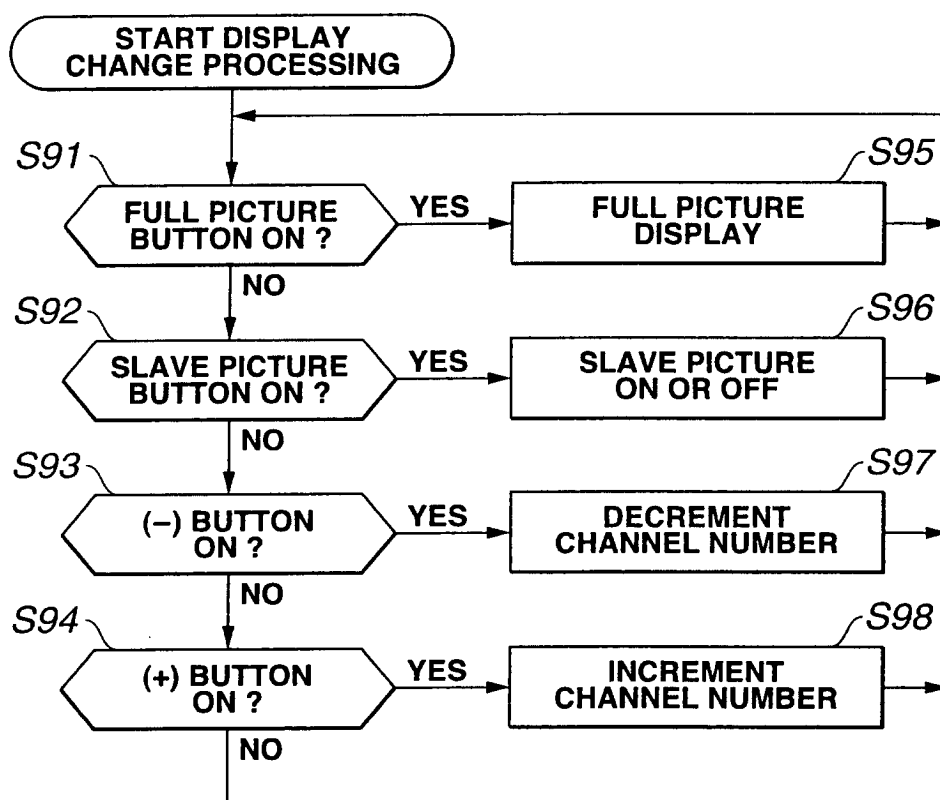 START DISPLAY
CHANGE PROCESSING
S91
FULL PICTURE
BUTTON ON ?
YES
NO
S95
FULL PICTURE
DISPLAY
S92
SLAVE PICTURE
BUTTON ON ?
YES
NO
S96
SLAVE PICTURE
ON OR OFF
S93
(–) BUTTON
ON ?
YES
NO
S97
DECREMENT
CHANNEL NUMBER
S94
(+) BUTTON
ON ?
YES
NO
S98
INCREMENT
CHANNEL NUMBER